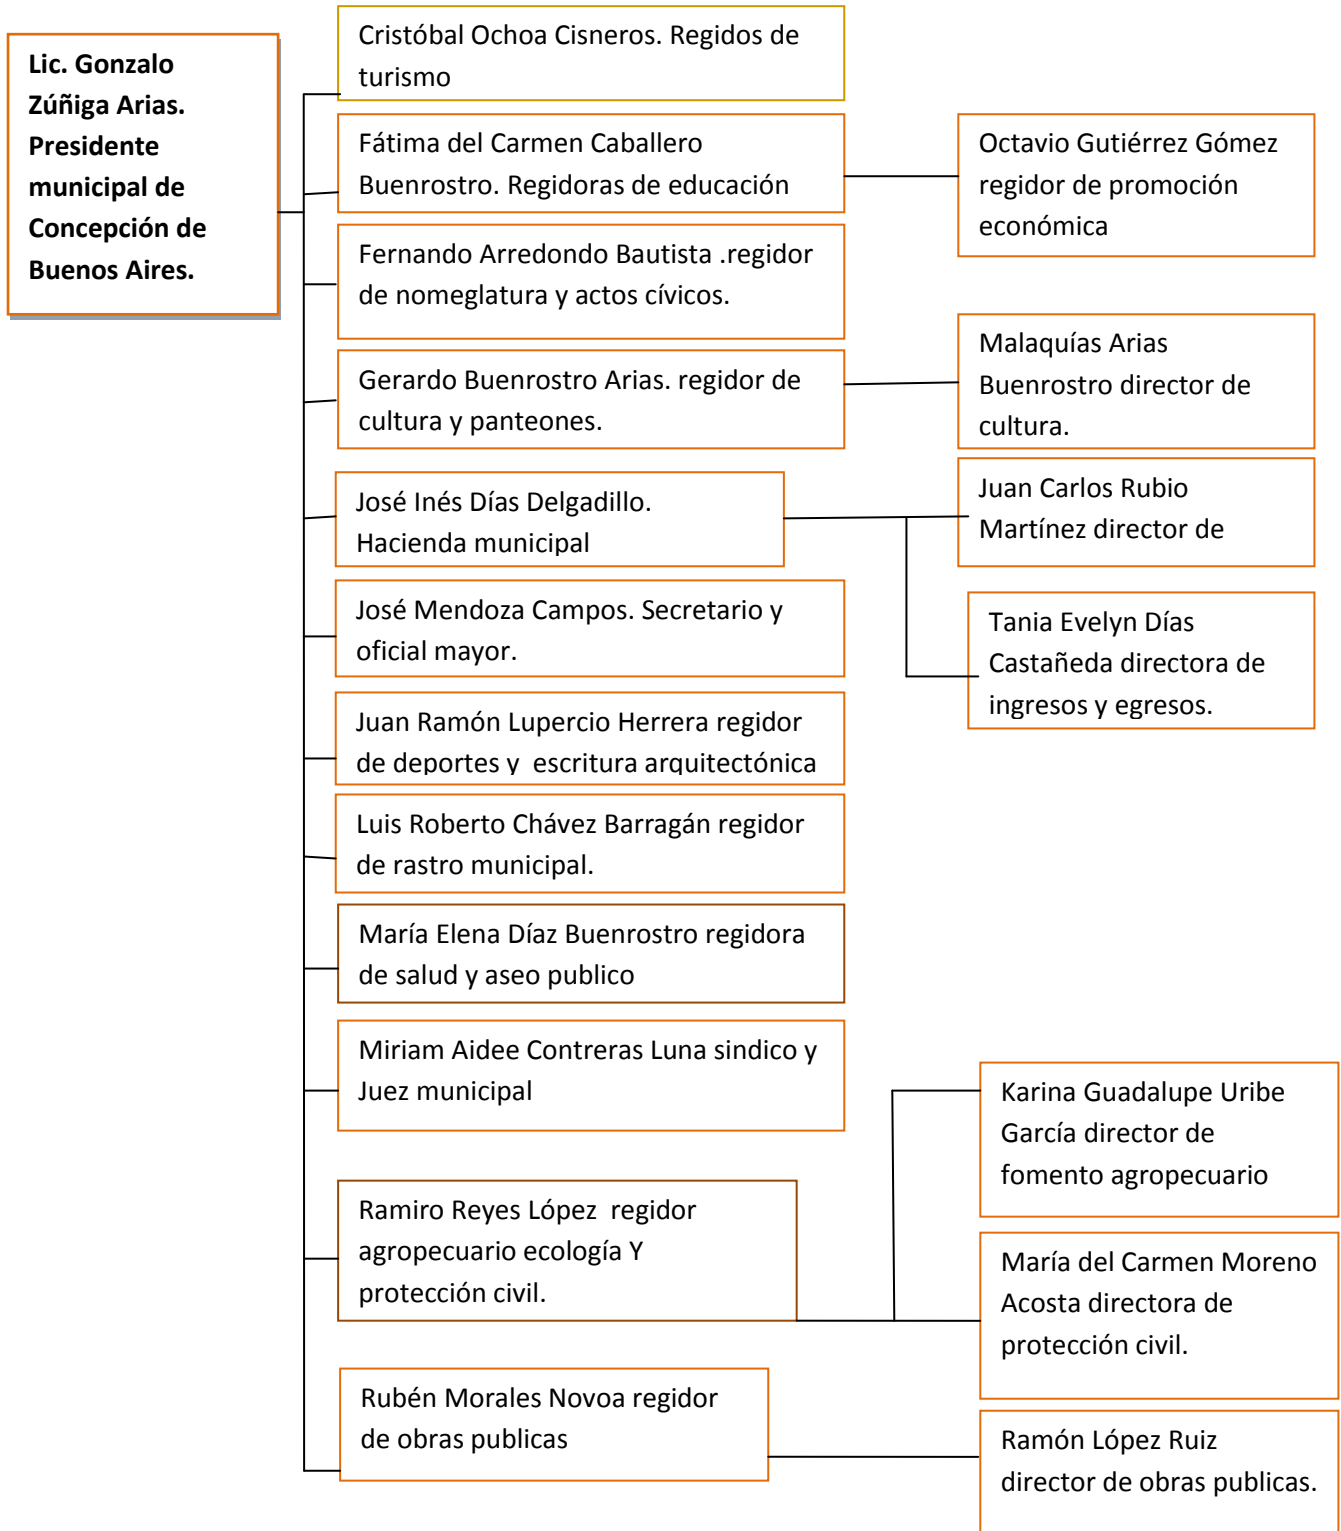 Lic. Gonzalo
Zúñiga Arias.
Presidente
municipal de
Concepción de
Buenos Aires.
Cristóbal Ochoa Cisneros. Regidos de
turismo
Fátima del Carmen Caballero
Buenrostro. Regidoras de educación
Octavio Gutiérrez Gómez
regidor de promoción
económica
Fernando Arredondo Bautista .regidor
de nomeglatura y actos cívicos.
Gerardo Buenrostro Arias. regidor de
cultura y panteones.
Malaquías Arias
Buenrostro director de
cultura.
José Inés Días Delgadillo.
Hacienda municipal
Juan Carlos Rubio
Martínez director de
Tania Evelyn Días
Castañeda directora de
ingresos y egresos.
José Mendoza Campos. Secretario y
oficial mayor.
Juan Ramón Lupercio Herrera regidor
de deportes y  escritura arquitectónica
Luis Roberto Chávez Barragán regidor
de rastro municipal.
María Elena Díaz Buenrostro regidora
de salud y aseo publico
Miriam Aidee Contreras Luna sindico y
Juez municipal
Ramiro Reyes López  regidor
agropecuario ecología Y
protección civil.
Karina Guadalupe Uribe
García director de
fomento agropecuario
María del Carmen Moreno
Acosta directora de
protección civil.
Rubén Morales Novoa regidor
de obras publicas
Ramón López Ruiz
director de obras publicas.